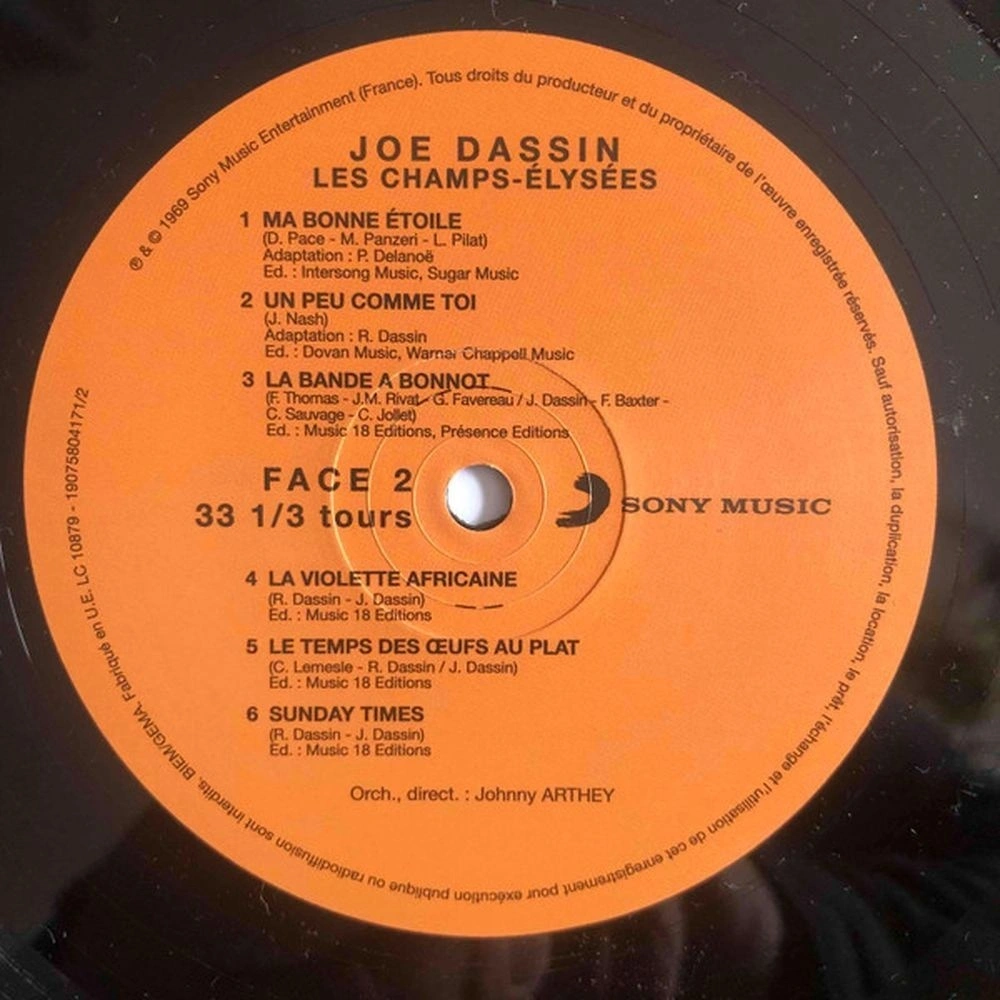 JOE DASSIN
LES CHAMPS-ÉLYSÉES
1 MA BONNE ÉTOILE
(D. Pace - M. Panzeri - L. Pilat)
Adaptation : P. Delanoë
Ed. : Intersong Music, Sugar Music
2 UN PEU COMME TOI
(J. Nash)
Adaptation : R. Dassin
Ed. : Dovan Music, Warner Chappell Music
3 LA BANDE A BONNOT
(F. Thomas - J.M. Rivat - G. Favereau / J. Dassin - F. Baxter -
C. Sauvage - C. Jollet)
Ed. : Music 18 Editions, Présence Editions
FACE 2
33 1/3 tours
SONY MUSIC
4 LA VIOLETTE AFRICAINE
(R. Dassin - J. Dassin)
Ed. : Music 18 Editions
5 LE TEMPS DES ŒUFS AU PLAT
(C. Lemesle - R. Dassin / J. Dassin)
Ed. : Music 18 Editions
6 SUNDAY TIMES
(R. Dassin - J. Dassin)
Ed. : Music 18 Editions
Orch., direct. : Johnny ARTHEY
℗ & © 1969 Sony Music Entertainment (France). Tous droits du producteur et du propriétaire de l'œuvre enregistrée réservés. Sauf autorisation, la duplication, la location, le prêt, l'échange et l'utilisation de cet enregistrement pour exécution publique ou radiodiffusion sont interdits. BIEM/GEMA. Fabriqué en U.E. LC 10879 - 19075804171/2